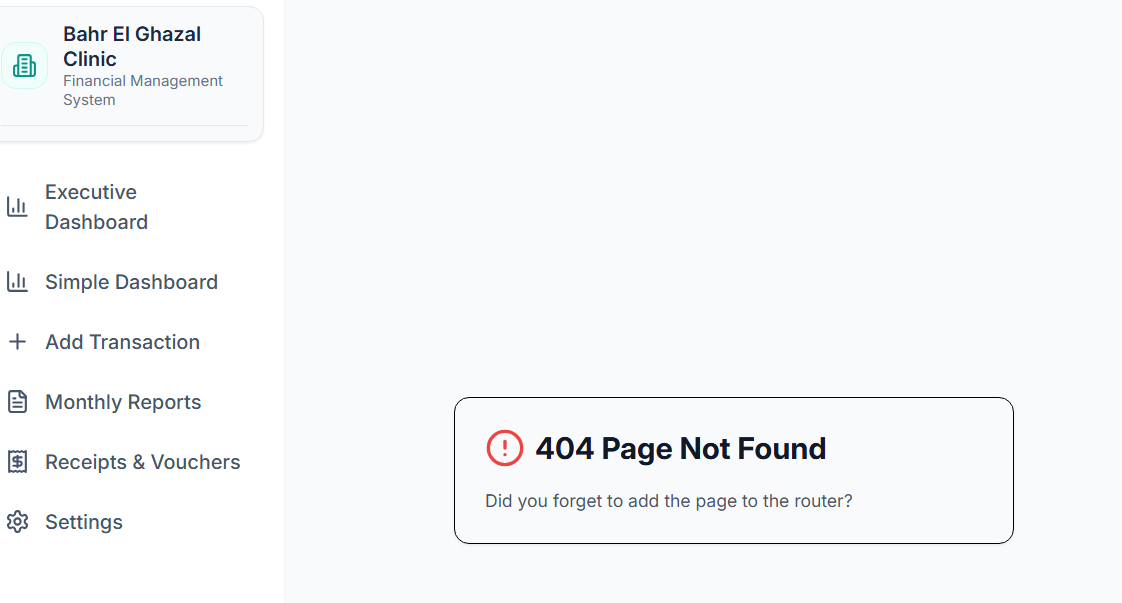 Bahr El Ghazal
Clinic
Financial Management
System
Executive
Dashboard
Simple Dashboard
Add Transaction
Monthly Reports
Receipts & Vouchers
Settings
404 Page Not Found
Did you forget to add the page to the router?